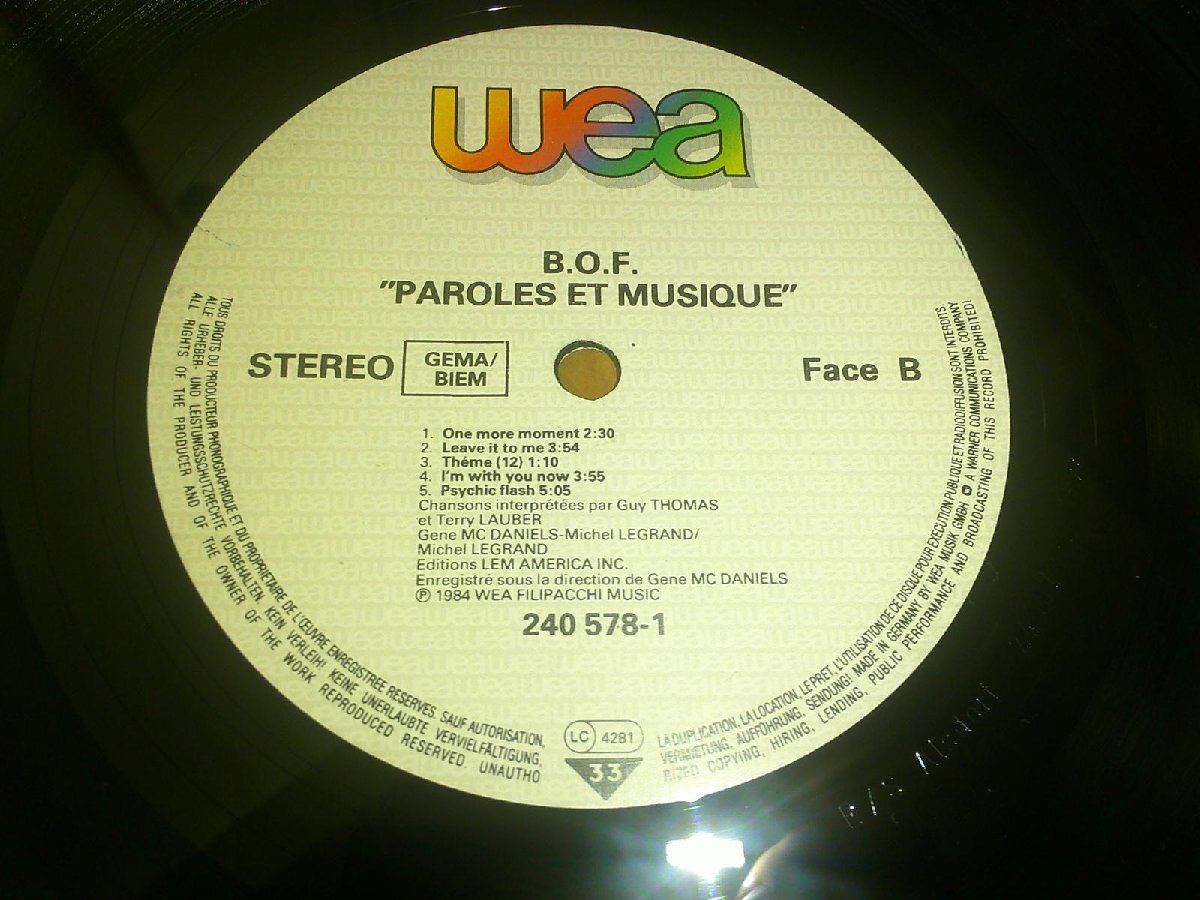 wea
B.O.F.
"PAROLES ET MUSIQUE"
STEREO
GEMA/
BIEM
Face B
1. One more moment 2:30
2. Leave it to me 3:54
3. Théme (12) 1:10
4. I'm with you now 3:55
5. Psychic flash 5:05
Chansons interprétées par Guy THOMAS
et Terry LAUBER
Gene MC DANIELS-Michel LEGRAND/
Michel LEGRAND
Editions LEM AMERICA INC.
Enregistré sous la direction de Gene MC DANIELS
℗ 1984 WEA FILIPACCHI MUSIC
240 578-1
TOUS DROITS DU PRODUCTEUR PHONOGRAPHIQUE ET DU PROPRIETAIRE DE L'ŒUVRE ENREGISTREE RESERVES. SAUF AUTORISATION,
LA DUPLICATION, LA LOCATION, LE PRET, L'UTILISATION DE CE DISQUE POUR EXECUTION PUBLIQUE ET RADIODIFFUSION SONT INTERDITS.
ALLE URHEBER- UND LEISTUNGSSCHUTZRECHTE VORBEHALTEN. KEIN VERLEIH! KEINE UNERLAUBTE VERVIELFÄLTIGUNG,
VERMIETUNG, AUFFÜHRUNG, SENDUNG! MADE IN GERMANY BY WEA MUSIK GMBH A WARNER COMMUNICATIONS COMPANY
ALL RIGHTS OF THE PRODUCER AND OF THE OWNER OF THE WORK REPRODUCED RESERVED. UNAUTHO
RIZED COPYING, HIRING, LENDING, PUBLIC PERFORMANCE AND BROADCASTING OF THIS RECORD PROHIBITED!
LC 4281
33